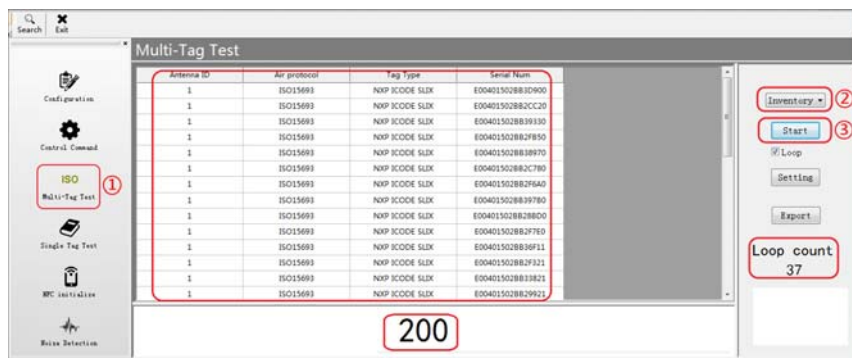 Search Exit
Multi-Tag Test
Antenna ID Air protocol Tag Type Serial Num
1 ISO15693 NXP ICODE SLIX E00401502BB3D900
1 ISO15693 NXP ICODE SLIX E00401502BB2CC20
1 ISO15693 NXP ICODE SLIX E00401502BB39330
1 ISO15693 NXP ICODE SLIX E00401502BB2FB50
1 ISO15693 NXP ICODE SLIX E00401502BB38970
1 ISO15693 NXP ICODE SLIX E00401502BB2C7B0
1 ISO15693 NXP ICODE SLIX E00401502BB2F6A0
1 ISO15693 NXP ICODE SLIX E00401502BB397B0
1 ISO15693 NXP ICODE SLIX E00401502BB2BBD0
1 ISO15693 NXP ICODE SLIX E00401502BB2F7E0
1 ISO15693 NXP ICODE SLIX E00401502BB36F11
1 ISO15693 NXP ICODE SLIX E00401502BB2F321
1 ISO15693 NXP ICODE SLIX E00401502BB33821
1 ISO15693 NXP ICODE SLIX E00401502BB29921
200
Configuration
Control Command
ISO ①
Multi-Tag Test
Single Tag Test
NFC initialize
Noise Detection
Inventory ②
Start ③
Loop
Setting
Export
Loop count
37